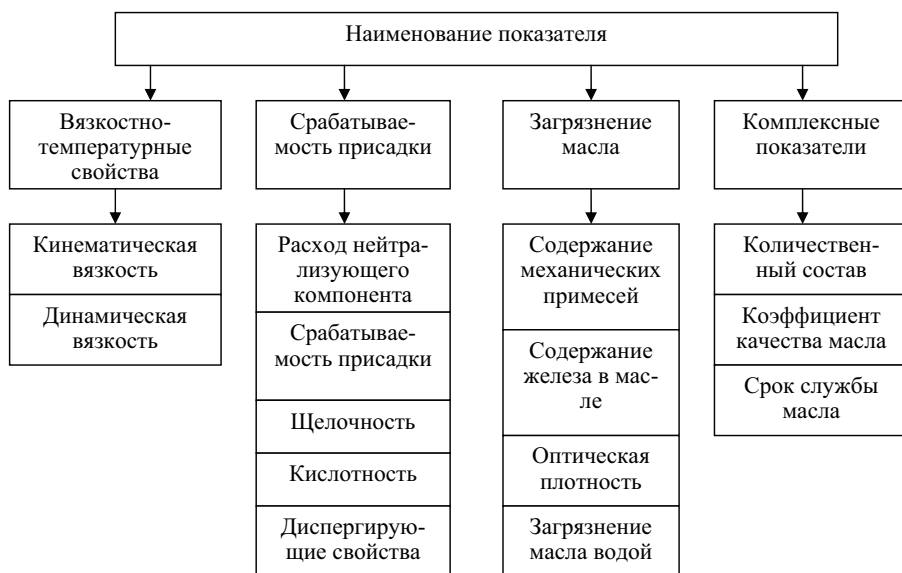 Наименование показателя
Вязкостно-
температурные
свойства
Срабатывае-
мость присадки
Загрязнение
масла
Комплексные
показатели
Кинематическая
вязкость
Динамическая
вязкость
Расход нейтра-
лизующего
компонента
Срабатывае-
мость присадки
Щелочность
Кислотность
Диспергирую-
щие свойства
Содержание
механических
примесей
Содержание
железа в мас-
ле
Оптическая
плотность
Загрязнение
масла водой
Количествен-
ный состав
Коэффициент
качества масла
Срок службы
масла